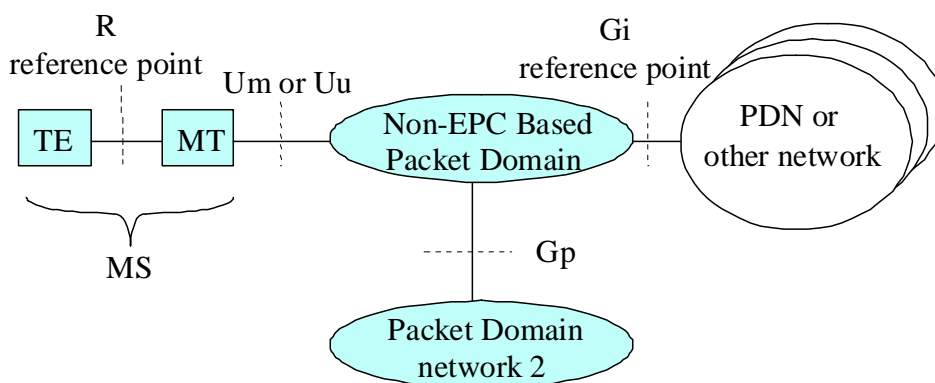 R
reference point
Um or Uu
Gi
reference point
TE
MT
Non-EPC Based
Packet Domain
PDN or
other network
MS
Gp
Packet Domain
network 2